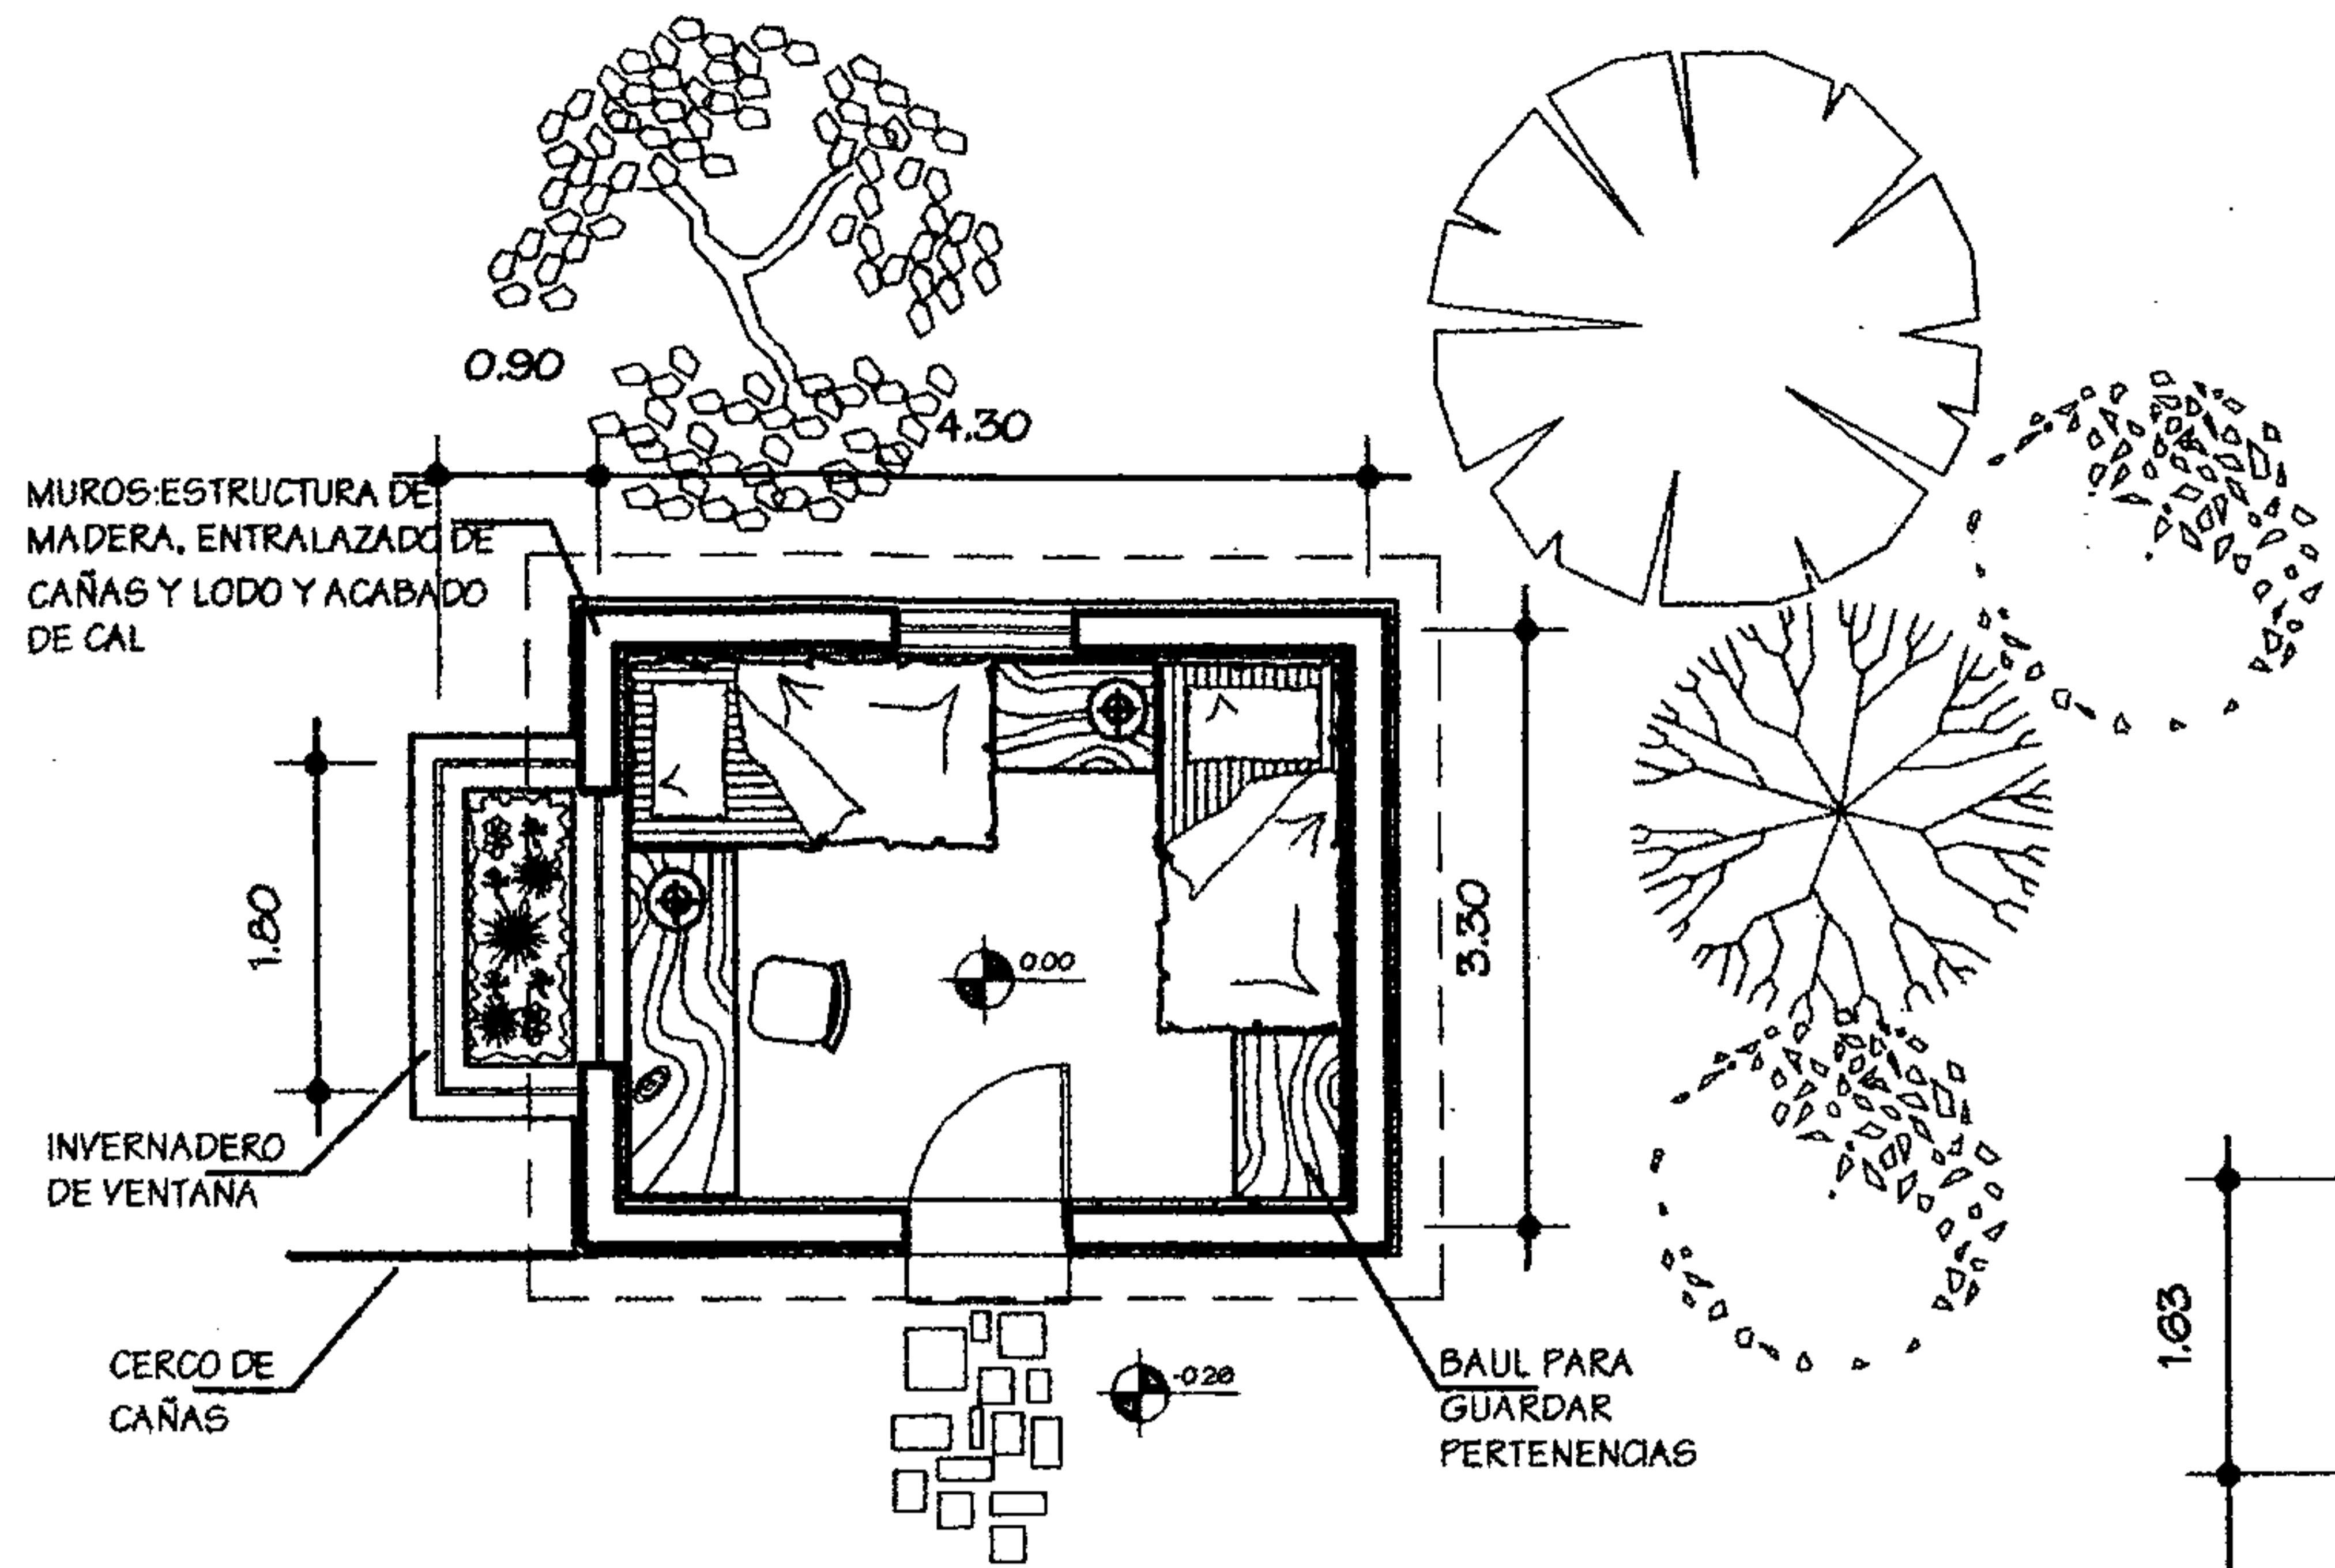 0.90
4.30
MUROS:ESTRUCTURA DE
MADERA, ENTRALAZADO DE
CAÑAS Y LODO Y ACABADO
DE CAL
1.80
0.00
3.30
INVERNADERO
DE VENTANA
CERCO DE
CAÑAS
-0.20
BAUL PARA
GUARDAR
PERTENENCIAS
1.63